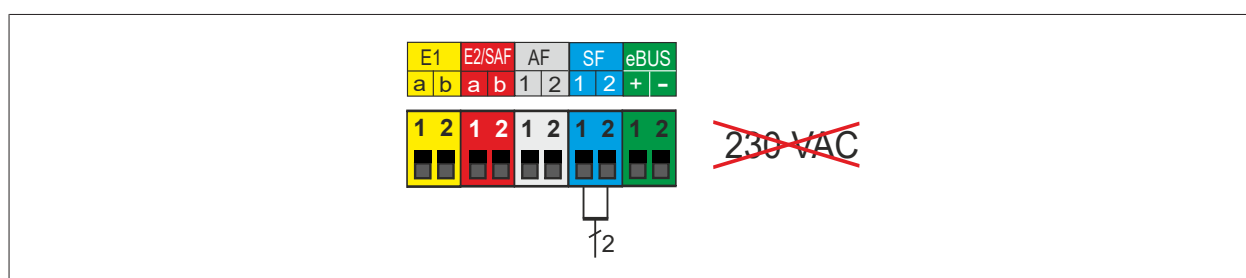 E1 E2/SAF AF SF eBUS
a b a b 1 2 1 2 + -
1 2 1 2 1 2 1 2 1 2
230 VAC
2